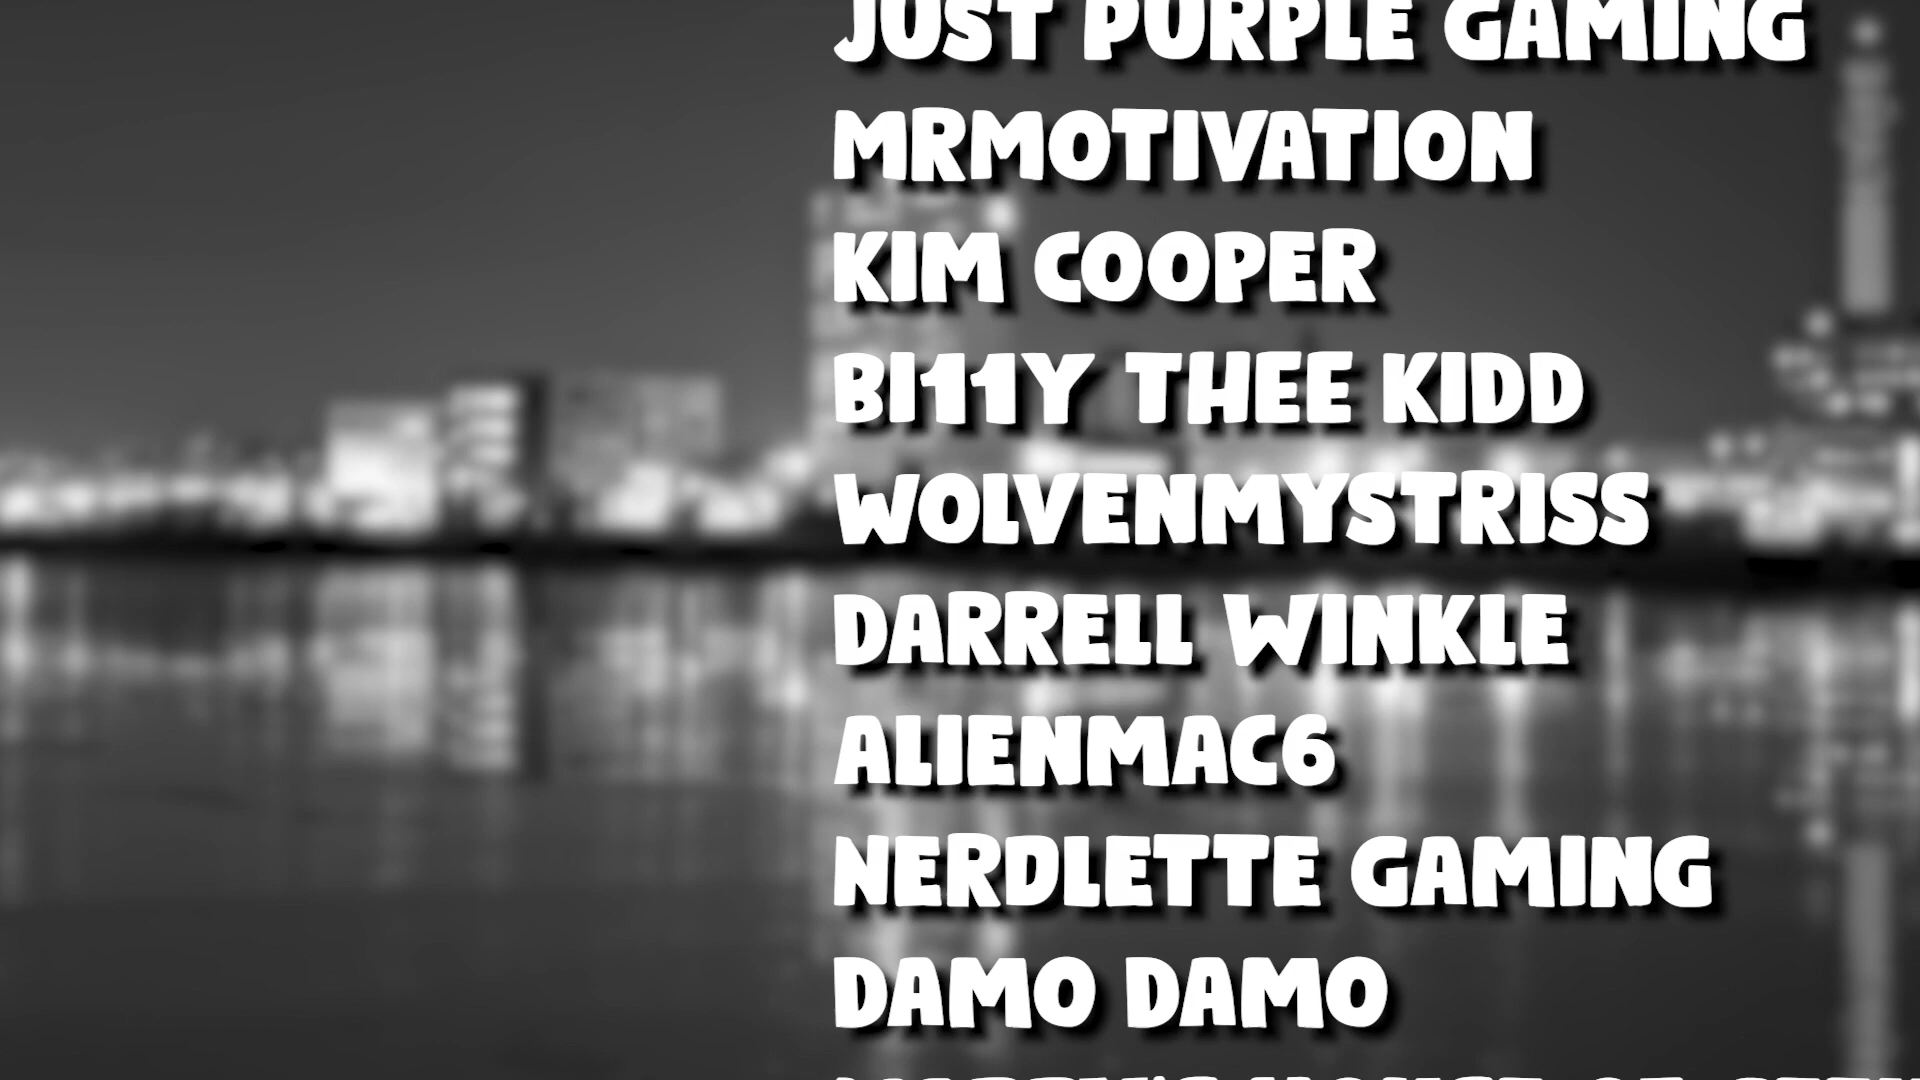 JUST PURPLE GAMING
MRMOTIVATION
KIM COOPER
BI11Y THEE KIDD
WOLVENMYSTRISS
DARRELL WINKLE
ALIENMAC6
NERDLETTE GAMING
DAMO DAMO